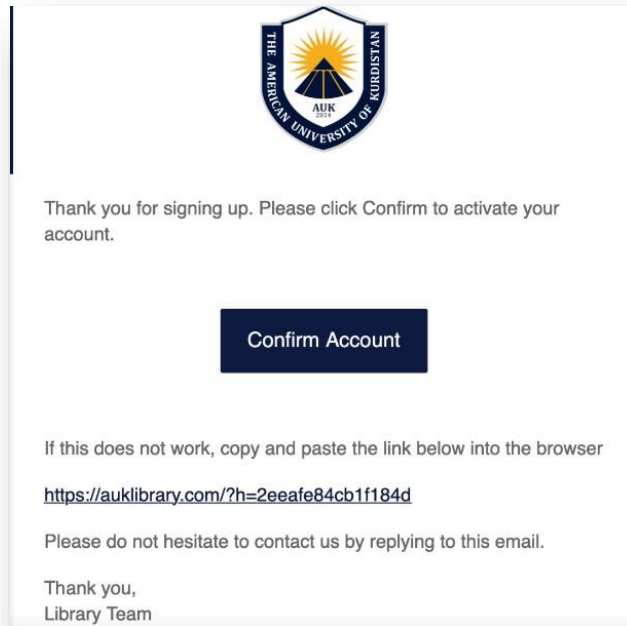 THE AMERICAN UNIVERSITY OF KURDISTAN
AUK
2014
Thank you for signing up. Please click Confirm to activate your
account.
Confirm Account
If this does not work, copy and paste the link below into the browser
https://auklibrary.com/?h=2eeafe84cb1f184d
Please do not hesitate to contact us by replying to this email.
Thank you,
Library Team